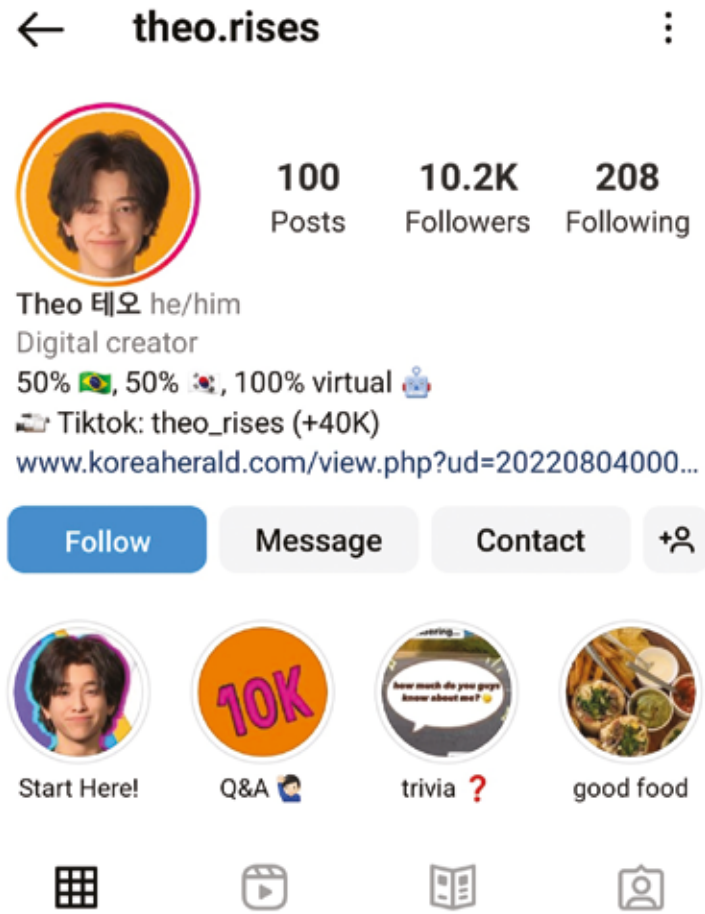 theo.rises
100 10.2K 208
Posts Followers Following
Theo 테오 he/him
Digital creator
50% 🇧🇷, 50% 🇰🇷, 100% virtual 🤖
Tiktok: theo_rises (+40K)
www.koreaherald.com/view.php?ud=20220804000...
Follow Message Contact
10K
how much do you guys
know about me?
Start Here! Q&A 🙋🏻‍♂️ trivia ❓ good food